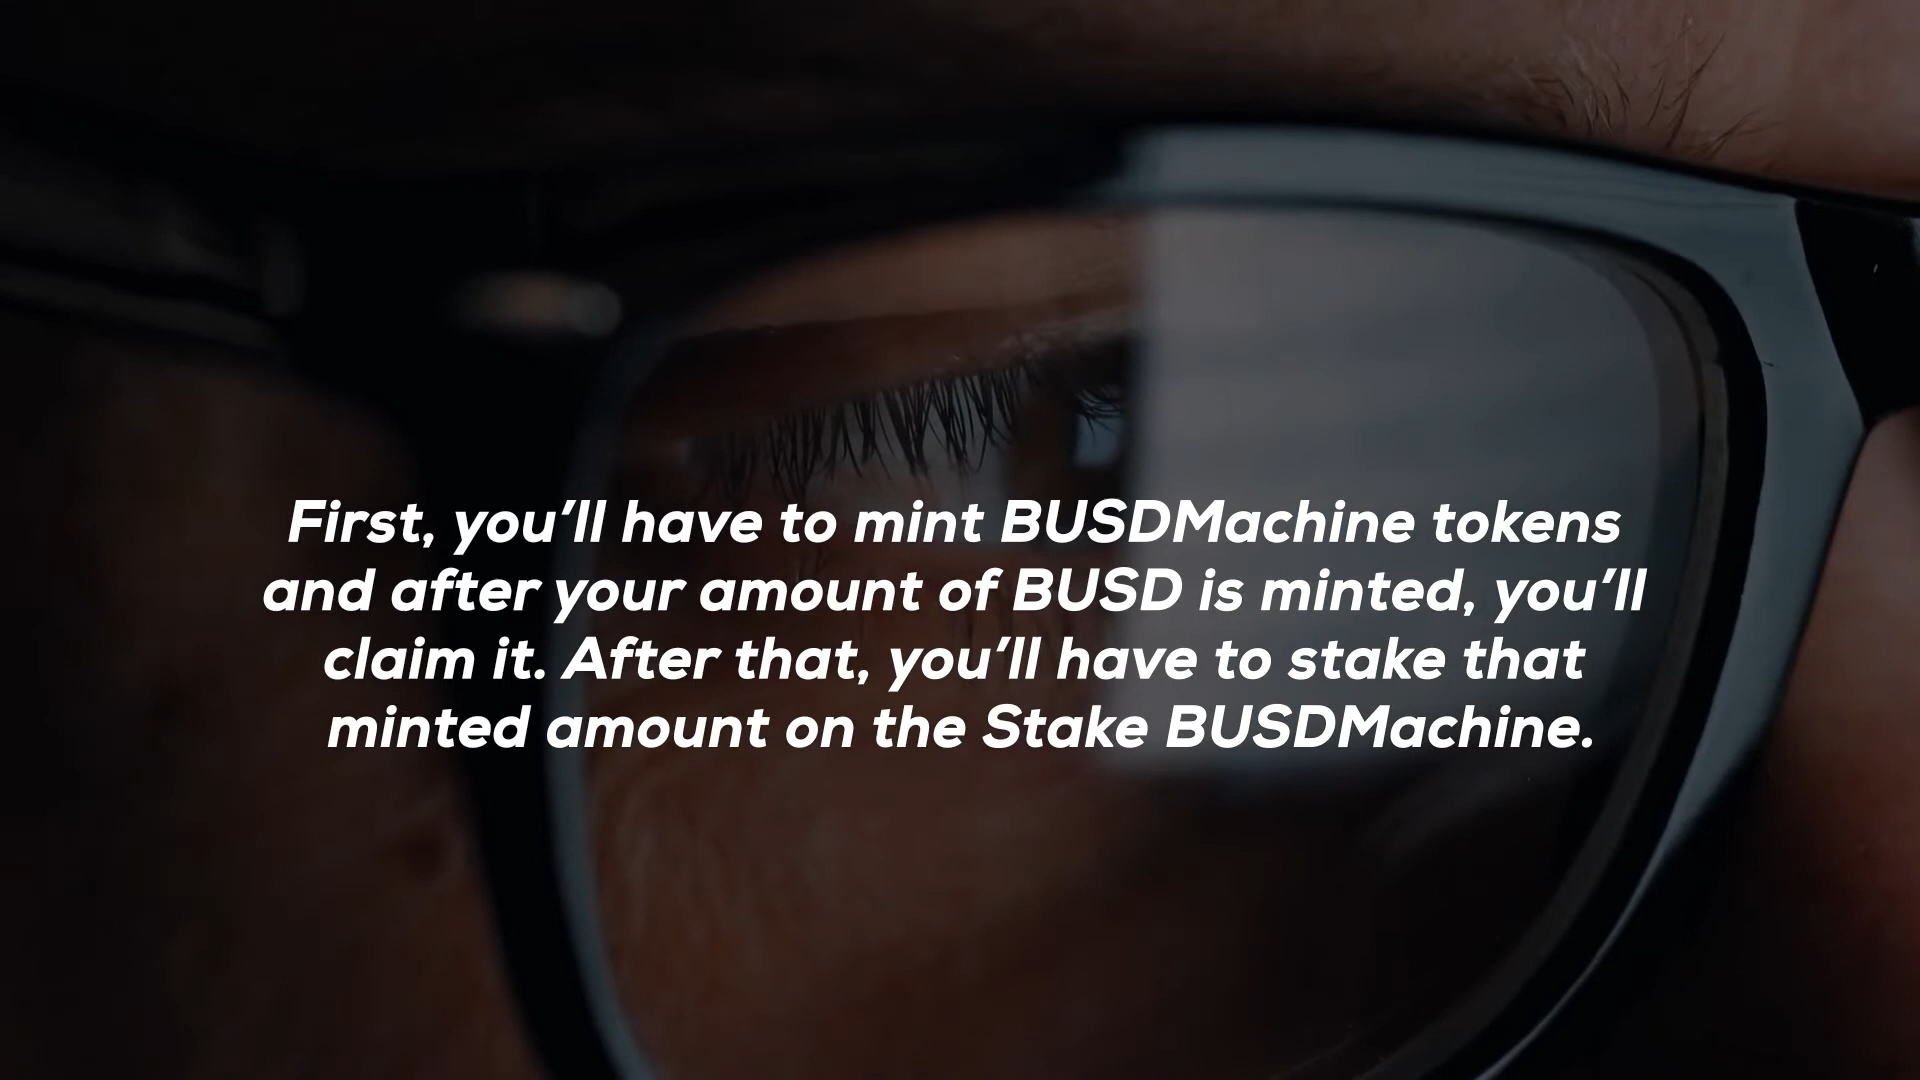 First, you’ll have to mint BUSDMachine tokens
and after your amount of BUSD is minted, you’ll
claim it. After that, you’ll have to stake that
minted amount on the Stake BUSDMachine.